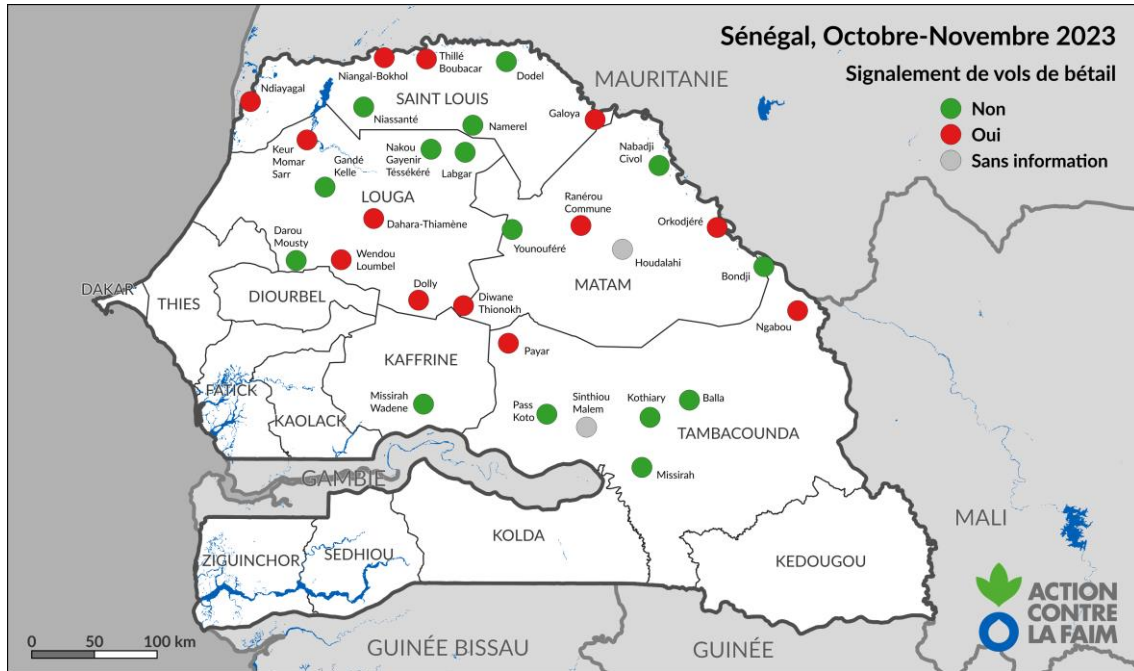 Sénégal, Octobre-Novembre 2023
Signalement de vols de bétail
Non
Oui
Sans information
MAURITANIE
Thillé
Boubacar
Niangal-Bokhol
Dodel
Ndiayagal
SAINT LOUIS
Niassanté
Galoya
Namerel
Keur
Momar
Sarr
Gandé
Kelle
Nakou
Gayenir
Téssékéré
Labgar
Nabadji
Civol
LOUGA
Ranérou
Commune
Dahara-Thiamène
Orkodjéré
Darou
Mousty
Younouféré
Houdalahi
Wendou
Loumbel
Bondji
DAKAR
THIES
DIOURBEL
Dolly
Diwane
Thionokh
MATAM
Ngabou
Payar
KAFFRINE
FATICK
Missirah
Wadene
Pass
Koto
Sinthiou
Malem
Kothiary
Balla
KAOLACK
TAMBACOUNDA
GAMBIE
Missirah
MALI
ZIGUINCHOR
SEDHIOU
KOLDA
KEDOUGOU
ACTION
CONTRE
LA FAIM
0 50 100 km
GUINÉE BISSAU
GUINÉE